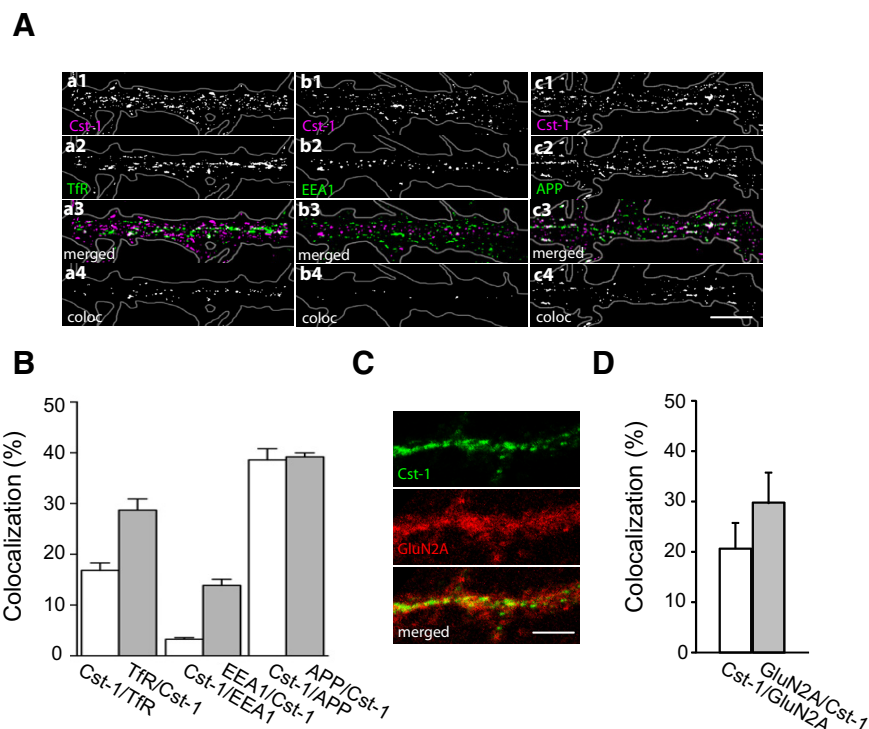 A
a1
Cst-1
b1
Cst-1
c1
Cst-1
a2
TfR
b2
EEA1
c2
APP
a3
merged
b3
merged
c3
merged
a4
coloc
b4
coloc
c4
coloc
B
Colocalization (%)
50
40
30
20
10
0
Cst-1/TfR
TfR/Cst-1
Cst-1/EEA1
EEA1/Cst-1
Cst-1/APP
APP/Cst-1
C
Cst-1
GluN2A
merged
D
Colocalization (%)
50
40
30
20
10
0
Cst-1/GluN2A
GluN2A/Cst-1